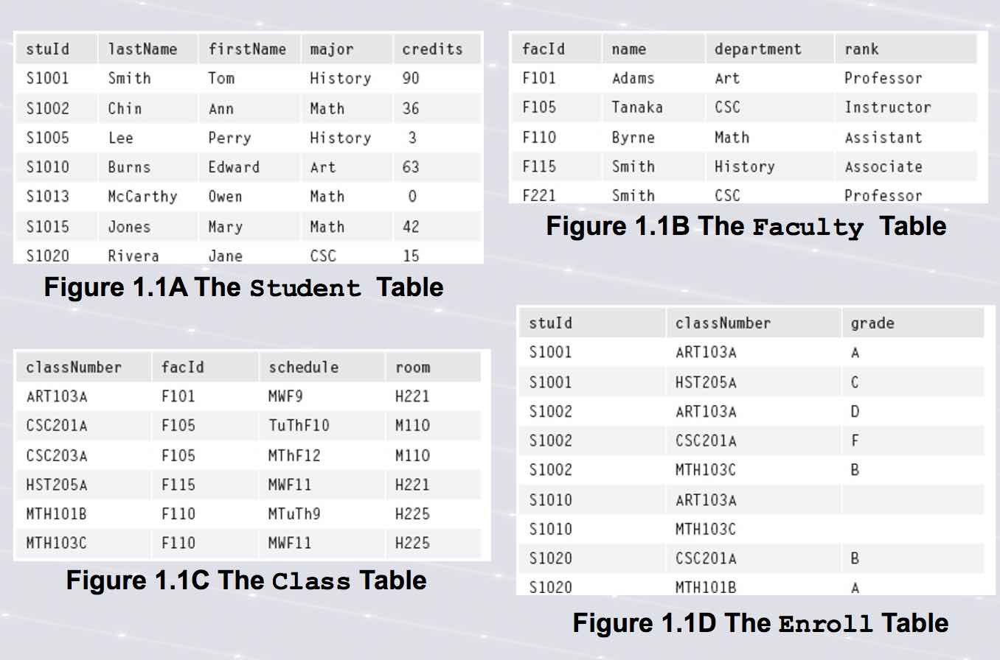 stuId lastName firstName major credits
S1001 Smith Tom History 90
S1002 Chin Ann Math 36
S1005 Lee Perry History 3
S1010 Burns Edward Art 63
S1013 McCarthy Owen Math 0
S1015 Jones Mary Math 42
S1020 Rivera Jane CSC 15
Figure 1.1A The Student Table
facId name department rank
F101 Adams Art Professor
F105 Tanaka CSC Instructor
F110 Byrne Math Assistant
F115 Smith History Associate
F221 Smith CSC Professor
Figure 1.1B The Faculty Table
classNumber facId schedule room
ART103A F101 MWF9 H221
CSC201A F105 TuThF10 M110
CSC203A F105 MThF12 M110
HST205A F115 MWF11 H221
MTH101B F110 MTuTh9 H225
MTH103C F110 MWF11 H225
Figure 1.1C The Class Table
stuId classNumber grade
S1001 ART103A A
S1001 HST205A C
S1002 ART103A D
S1002 CSC201A F
S1002 MTH103C B
S1010 ART103A
S1010 MTH103C
S1020 CSC201A B
S1020 MTH101B A
Figure 1.1D The Enroll Table